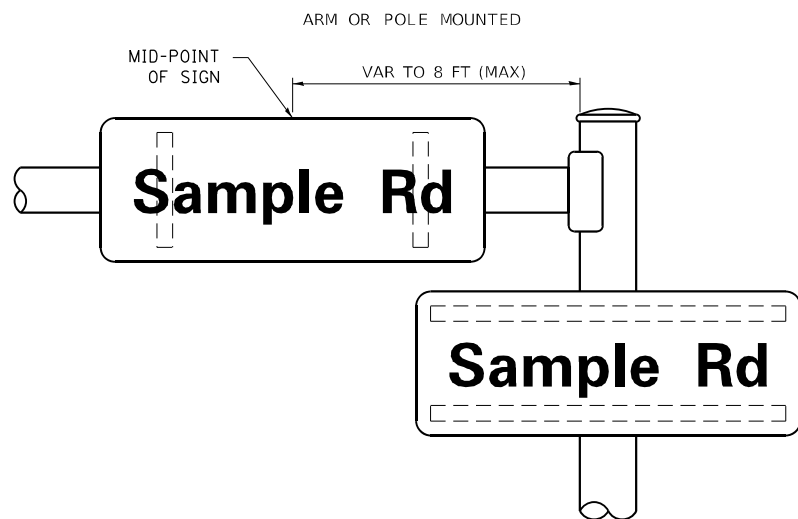 ARM OR POLE MOUNTED
MID-POINT
OF SIGN
VAR TO 8 FT (MAX)
Sample Rd
Sample Rd